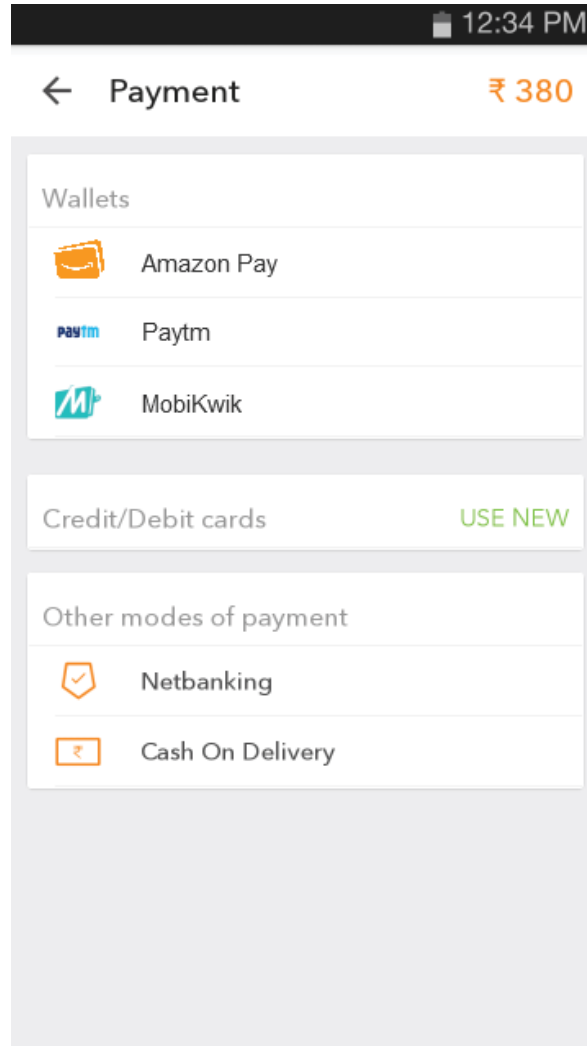 12:34 PM
Payment ₹ 380
Wallets
Amazon Pay
Paytm Paytm
M MobiKwik
Credit/Debit cards USE NEW
Other modes of payment
Netbanking
₹ Cash On Delivery